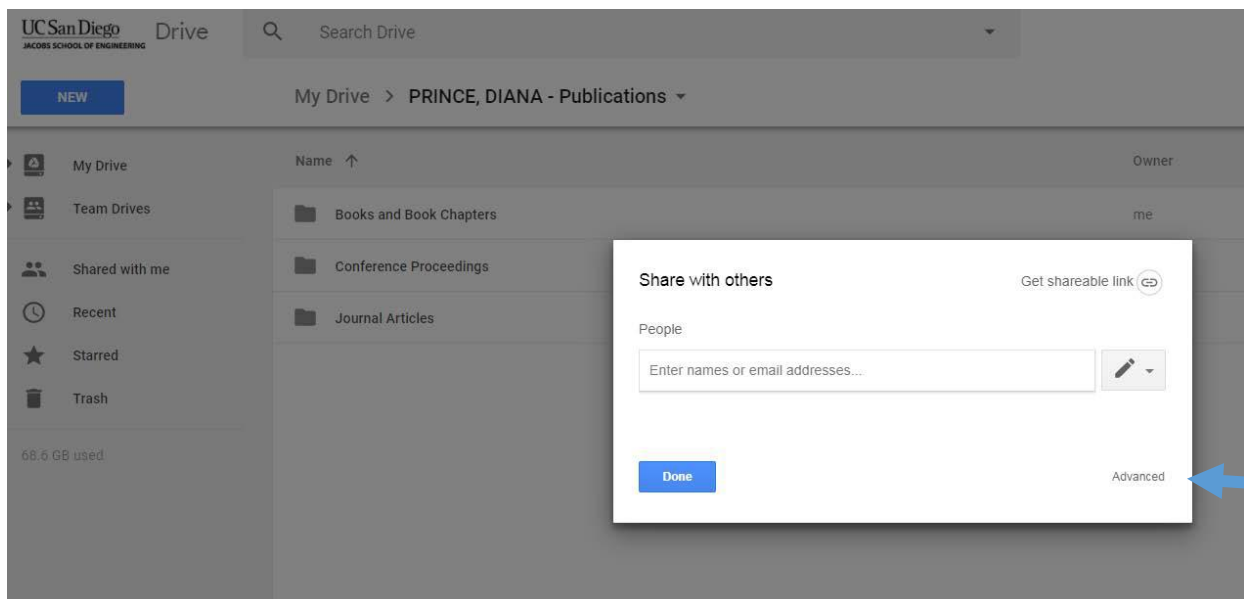 UC San Diego
JACOBS SCHOOL OF ENGINEERING
Drive
Search Drive
NEW
My Drive > PRINCE, DIANA - Publications
My Drive
Team Drives
Shared with me
Recent
Starred
Trash
68.6 GB used
Name
Owner
Books and Book Chapters
me
Conference Proceedings
Journal Articles
Share with others
Get shareable link
People
Enter names or email addresses...
Done
Advanced